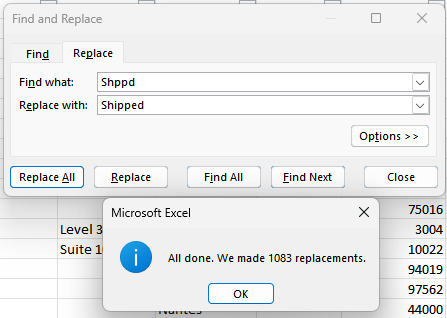 Find and Replace
Find Replace
Find what: Shppd
Replace with: Shipped
Options >>
Replace All Replace Find All Find Next Close
75016
Microsoft Excel
Level 3 3004
Suite 1 10022
All done. We made 1083 replacements.
94019
97562
OK
Nantes 44000